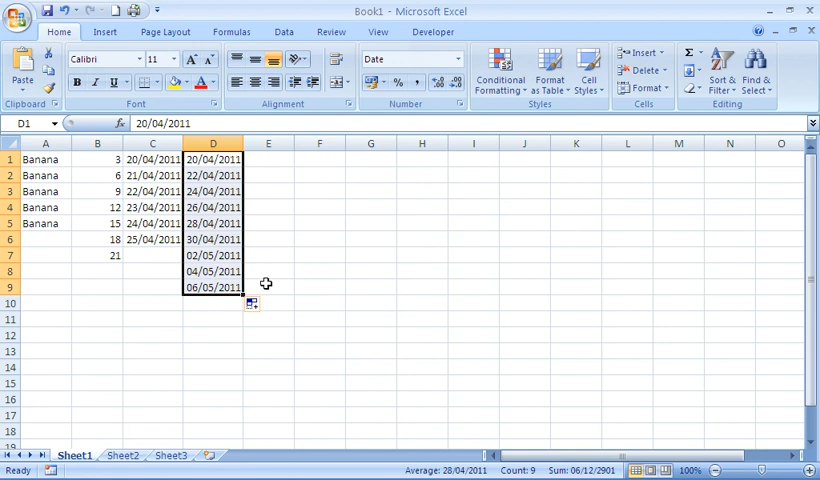 Book1 - Microsoft Excel
Home Insert Page Layout Formulas Data Review View Developer
Paste
Calibri 11
B I U
A A
Date
% ,
Conditional Formatting
Format as Table
Cell Styles
Insert
Delete
Format
Σ
Sort & Filter
Find & Select
Clipboard Font Alignment Number Styles Cells Editing
D1 fx 20/04/2011
A B C D E F G H I J K L M N O
1 Banana 3 20/04/2011 20/04/2011
2 Banana 6 21/04/2011 22/04/2011
3 Banana 9 22/04/2011 24/04/2011
4 Banana 12 23/04/2011 26/04/2011
5 Banana 15 24/04/2011 28/04/2011
6 18 25/04/2011 30/04/2011
7 21 02/05/2011
8 04/05/2011
9 06/05/2011
10
11
12
13
14
15
16
17
18
19
Sheet1 Sheet2 Sheet3
Ready Average: 28/04/2011 Count: 9 Sum: 06/12/2901 100%